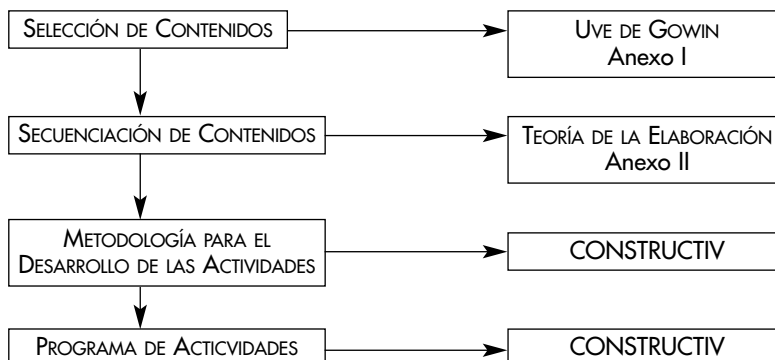 SELECCIÓN DE CONTENIDOS
UVE DE GOWIN
Anexo I
SECUENCIACIÓN DE CONTENIDOS
TEORÍA DE LA ELABORACIÓN
Anexo II
METODOLOGÍA PARA EL
DESARROLLO DE LAS ACTIVIDADES
CONSTRUCTIV
PROGRAMA DE ACTICVIDADES
CONSTRUCTIV